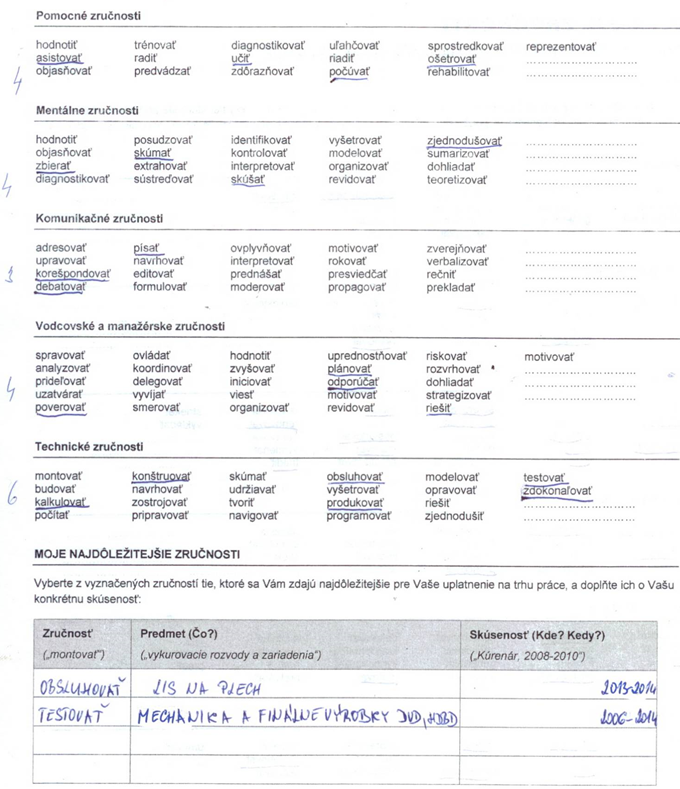 Pomocné zručnosti
hodnotiť trénovať diagnostikovať uľahčovať sprostredkovať reprezentovať
asistovať radiť učiť riadiť ošetrovať ................................
4 objasňovať predvádzať zdôrazňovať počúvať rehabilitovať ................................
Mentálne zručnosti
hodnotiť posudzovať identifikovať vyšetrovať zjednodušovať ................................
objasňovať skúmať kontrolovať modelovať sumarizovať ................................
zbierať extrahovať interpretovať organizovať dohliadať ................................
4 diagnostikovať sústreďovať skúšať revidovať teoretizovať ................................
Komunikačné zručnosti
adresovať písať ovplyvňovať motivovať zverejňovať ................................
upravovať navrhovať interpretovať rokovať verbalizovať ................................
3 korešpondovať editovať prednášať presviedčať rečniť ................................
debatovať formulovať moderovať propagovať prekladať ................................
Vodcovské a manažérske zručnosti
spravovať ovládať hodnotiť uprednostňovať riskovať motivovať
analyzovať koordinovať zvyšovať plánovať rozvrhovať ................................
prideľovať delegovať iniciovať odporúčať dohliadať ................................
4 uzatvárať vyvíjať viesť motivovať strategizovať ................................
poverovať smerovať organizovať revidovať riešiť ................................
Technické zručnosti
montovať konštruovať skúmať obsluhovať modelovať testovať
6 budovať navrhovať udržiavať vyšetrovať opravovať zdokonaľovať
kalkulovať zostrojovať tvoriť produkovať riešiť ................................
počítať pripravovať navigovať programovať zjednodušiť ................................
MOJE NAJDÔLEŽITEJŠIE ZRUČNOSTI
Vyberte z vyznačených zručností tie, ktoré sa Vám zdajú najdôležitejšie pre Vaše uplatnenie na trhu práce, a doplňte ich o Vašu
konkrétnu skúsenosť:
Zručnosť Predmet (Čo?) Skúsenosť (Kde? Kedy?)
(„montovať") („vykurovacie rozvody a zariadenia") („Kúrenár, 2008-2010")
OBSLUHOVAŤ LIS NA PLECH 2013-2014
TESTOVAŤ MECHANIKA A FINÁLNE VÝROBKY DVD, HDBD 2006-2014